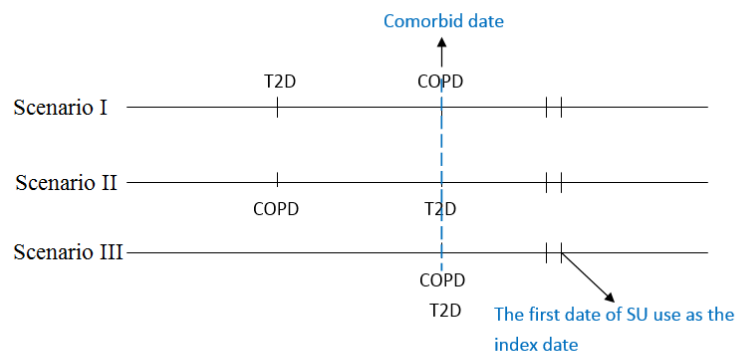 Comorbid date
T2D COPD
Scenario I
Scenario II
COPD T2D
Scenario III
COPD
T2D
The first date of SU use as the
index date